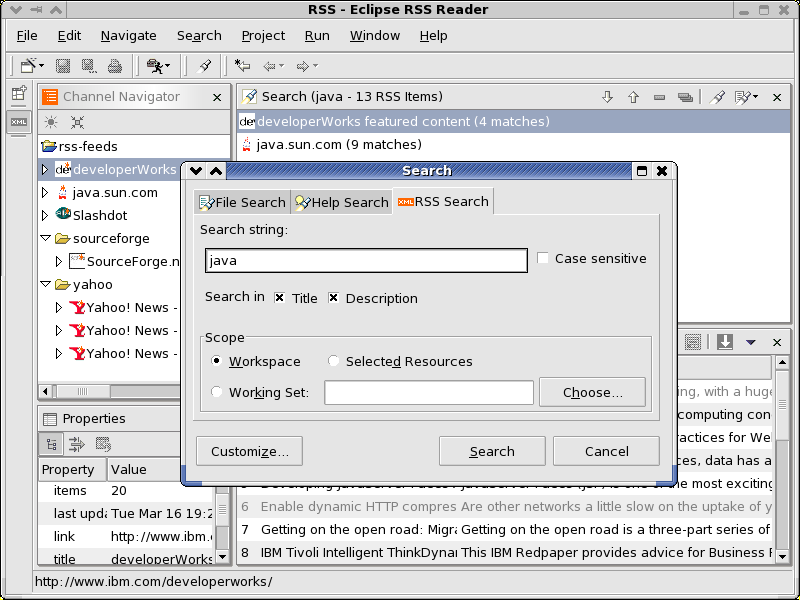 RSS - Eclipse RSS Reader
File Edit Navigate Search Project Run Window Help
Channel Navigator
Search (java - 13 RSS Items)
developerWorks featured content (4 matches)
java.sun.com (9 matches)
rss-feeds
developerWorks
java.sun.com
Slashdot
sourceforge
SourceForge.n
yahoo
Yahoo! News -
Yahoo! News -
Yahoo! News -
Search
File Search Help Search XML RSS Search
Search string:
java
Case sensitive
Search in Title Description
Scope
Workspace Selected Resources
Working Set: Choose...
Customize... Search Cancel
Properties
Property Value
items 20
last upda Tue Mar 16 19:2
link http://www.ibm.
title developerWorks
ing, with a huge
computing con
ractices for We
ces, data has a
the most exciting
6 Enable dynamic HTTP compres Are other networks a little slow on the uptake of y
7 Getting on the open road: Migra Getting on the open road is a three-part series of
8 IBM Tivoli Intelligent ThinkDynar This IBM Redpaper provides advice for Business P
http://www.ibm.com/developerworks/